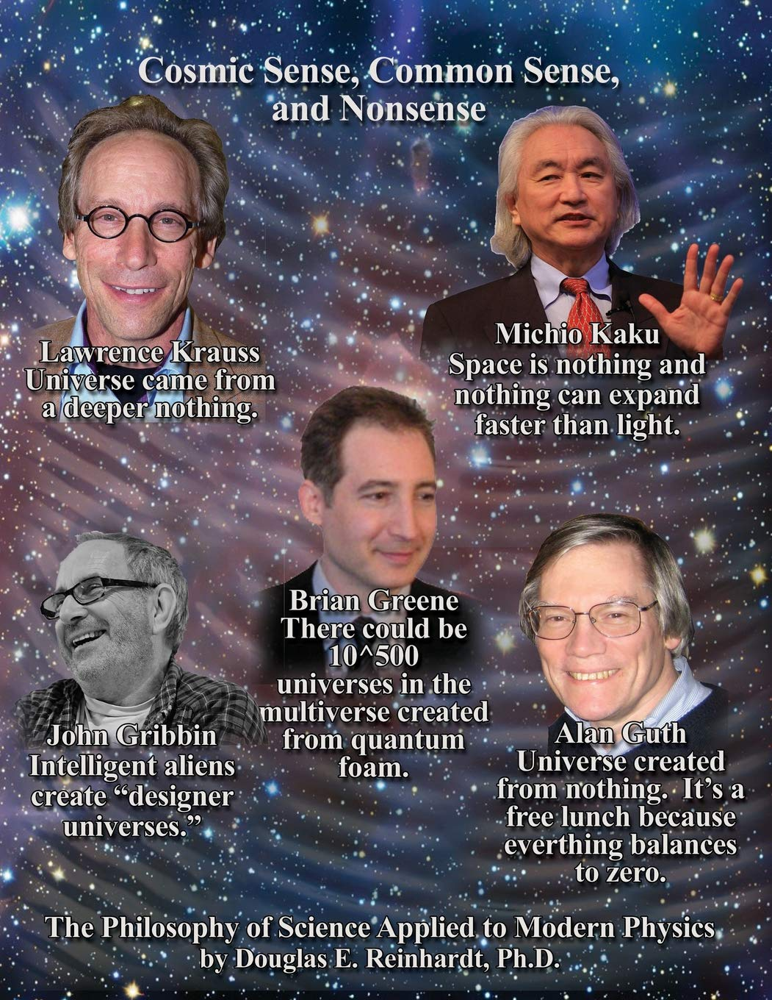 Cosmic Sense, Common Sense,
and Nonsense
Lawrence Krauss
Universe came from
a deeper nothing.
Michio Kaku
Space is nothing and
nothing can expand
faster than light.
Brian Greene
There could be
10^500
universes in the
multiverse created
from quantum
foam.
John Gribbin
Intelligent aliens
create “designer
universes.”
Alan Guth
Universe created
from nothing.  It’s a
free lunch because
everthing balances
to zero.
The Philosophy of Science Applied to Modern Physics
by Douglas E. Reinhardt, Ph.D.